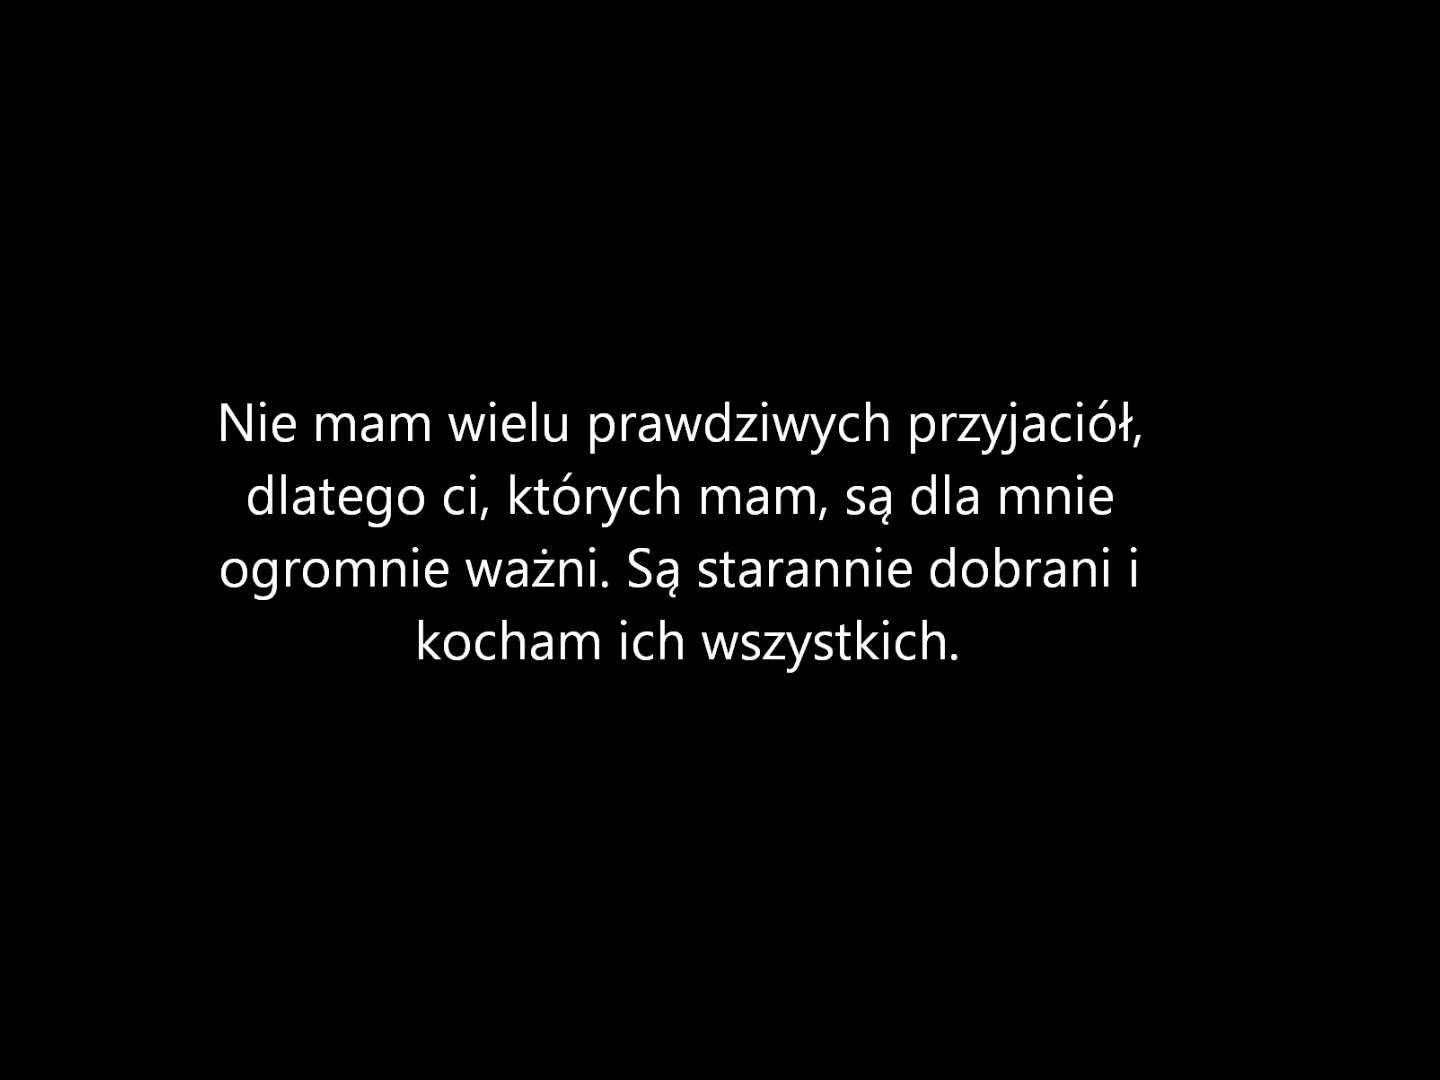 Nie mam wielu prawdziwych przyjaciół,
dlatego ci, których mam, są dla mnie
ogromnie ważni. Są starannie dobrani i
kocham ich wszystkich.